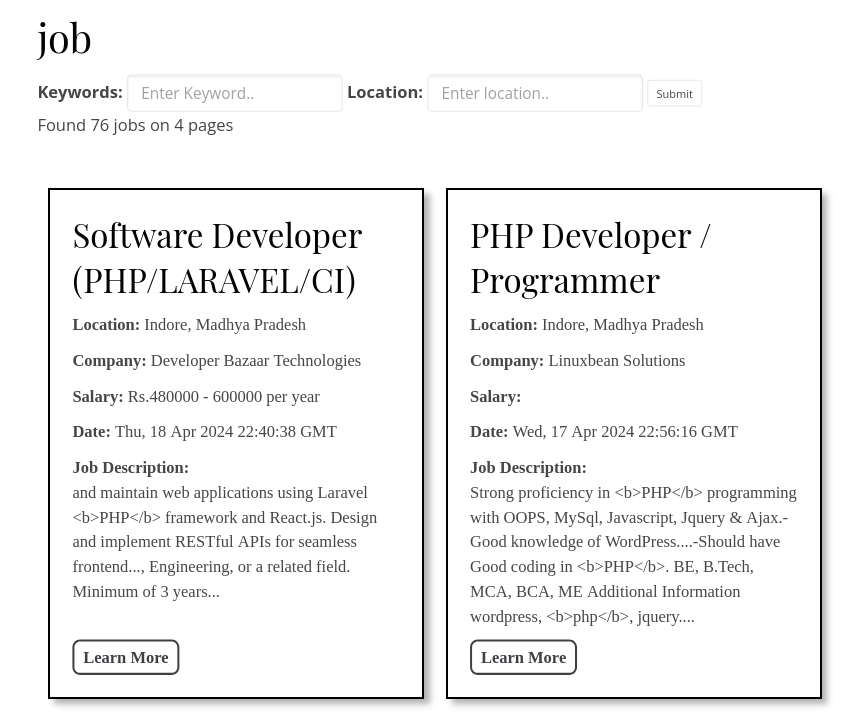 job
Keywords: Enter Keyword.. Location: Enter location.. Submit
Found 76 jobs on 4 pages
Software Developer
(PHP/LARAVEL/CI)
Location: Indore, Madhya Pradesh
Company: Developer Bazaar Technologies
Salary: Rs.480000 - 600000 per year
Date: Thu, 18 Apr 2024 22:40:38 GMT
Job Description:
and maintain web applications using Laravel
<b>PHP</b> framework and React.js. Design
and implement RESTful APIs for seamless
frontend..., Engineering, or a related field.
Minimum of 3 years...
Learn More
PHP Developer /
Programmer
Location: Indore, Madhya Pradesh
Company: Linuxbean Solutions
Salary:
Date: Wed, 17 Apr 2024 22:56:16 GMT
Job Description:
Strong proficiency in <b>PHP</b> programming
with OOPS, MySql, Javascript, Jquery & Ajax.-
Good knowledge of WordPress....-Should have
Good coding in <b>PHP</b>. BE, B.Tech,
MCA, BCA, ME Additional Information
wordpress, <b>php</b>, jquery....
Learn More